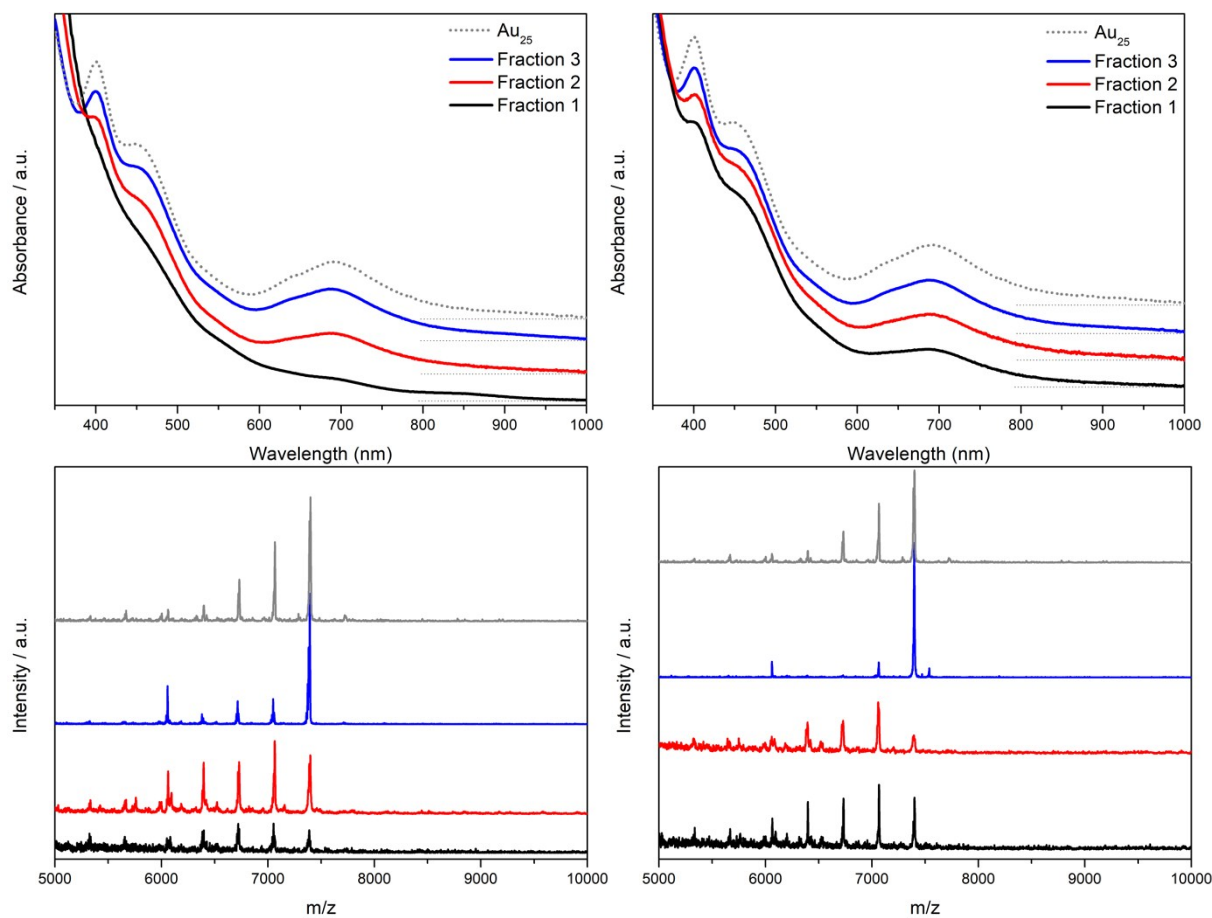 Absorbance / a.u.
Au25
Fraction 3
Fraction 2
Fraction 1
400 500 600 700 800 900 1000
Wavelength (nm)
Absorbance / a.u.
Au25
Fraction 3
Fraction 2
Fraction 1
400 500 600 700 800 900 1000
Wavelength (nm)
Intensity / a.u.
5000 6000 7000 8000 9000 10000
m/z
Intensity / a.u.
5000 6000 7000 8000 9000 10000
m/z